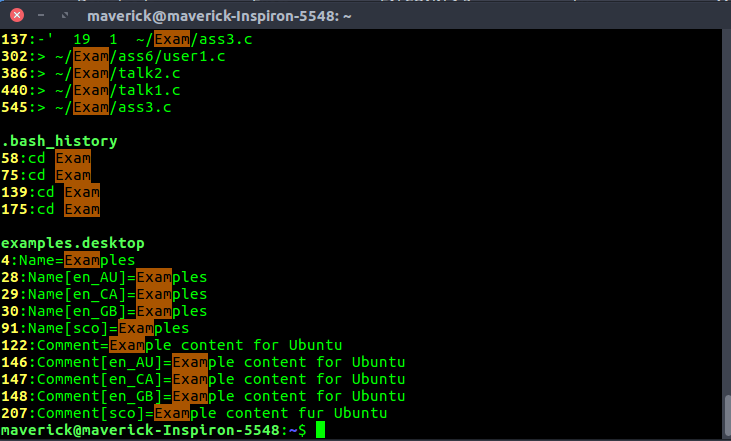 maverick@maverick-Inspiron-5548: ~
137:-'  19  1  ~/Exam/ass3.c
302:> ~/Exam/ass6/user1.c
386:> ~/Exam/talk2.c
440:> ~/Exam/talk1.c
545:> ~/Exam/ass3.c
.bash_history
58:cd Exam
75:cd Exam
139:cd Exam
175:cd Exam
examples.desktop
4:Name=Examples
28:Name[en_AU]=Examples
29:Name[en_CA]=Examples
30:Name[en_GB]=Examples
91:Name[sco]=Examples
122:Comment=Example content for Ubuntu
146:Comment[en_AU]=Example content for Ubuntu
147:Comment[en_CA]=Example content for Ubuntu
148:Comment[en_GB]=Example content for Ubuntu
207:Comment[sco]=Example content fur Ubuntu
maverick@maverick-Inspiron-5548:~$